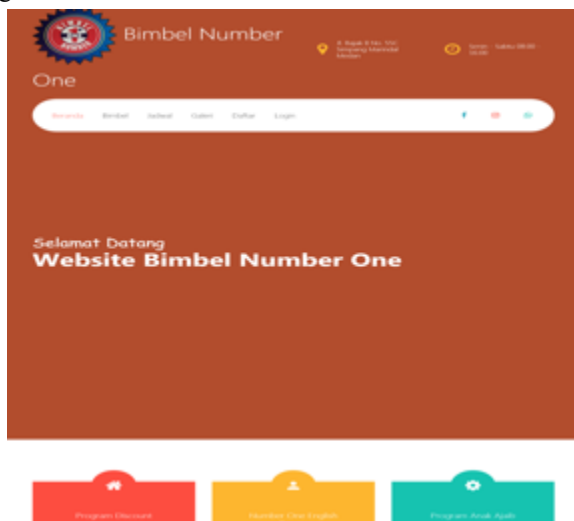 Bimbel Number
One
Beranda Bimbel Jadwal Galeri Daftar Login
Selamat Datang
Website Bimbel Number One
Program Discount
Number One English
Program Anak Ajaib